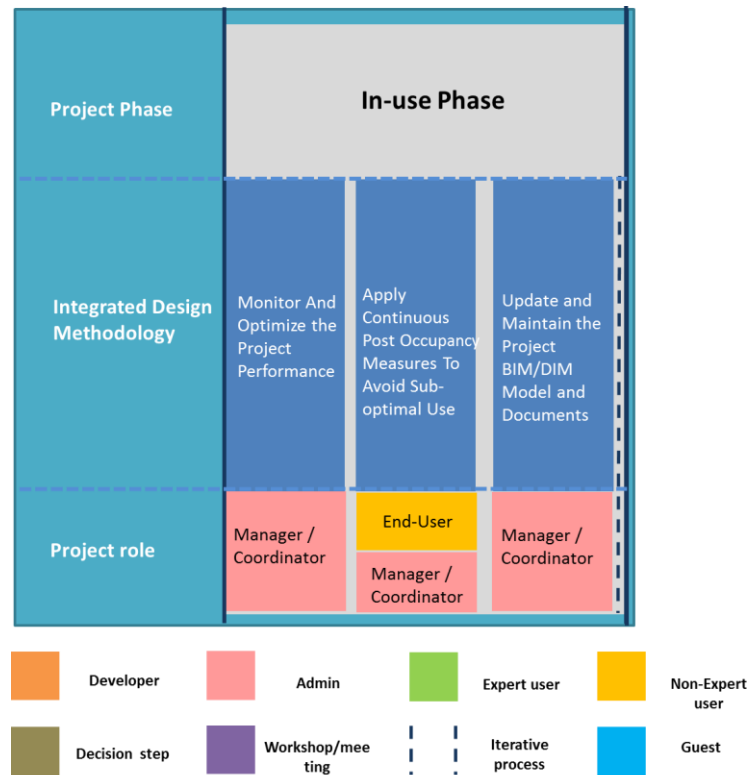 Project Phase
In-use Phase
Integrated Design
Methodology
Monitor And
Optimize the
Project
Performance
Apply
Continuous
Post Occupancy
Measures To
Avoid Sub-
optimal Use
Update and
Maintain the
Project
BIM/DIM
Model and
Documents
Project role
Manager /
Coordinator
End-User
Manager /
Coordinator
Manager /
Coordinator
Developer
Admin
Expert user
Non-Expert
user
Decision step
Workshop/mee
ting
Iterative
process
Guest